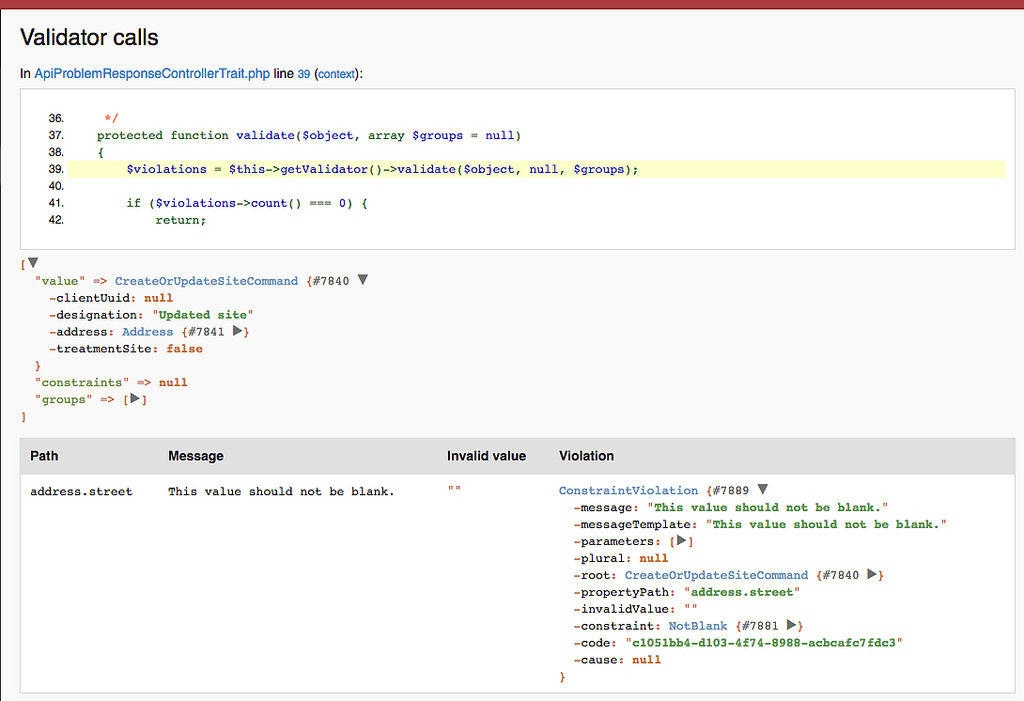 Validator calls
In ApiProblemResponseControllerTrait.php line 39 (context):
36. */
37. protected function validate($object, array $groups = null)
38. {
39. $violations = $this->getValidator()->validate($object, null, $groups);
40.
41. if ($violations->count() === 0) {
42. return;
[▼
"value" => CreateOrUpdateSiteCommand {#7840 ▼
-clientUuid: null
-designation: "Updated site"
-address: Address {#7841 ▶}
-treatmentSite: false
}
"constraints" => null
"groups" => [▶]
]
Path Message Invalid value Violation
address.street This value should not be blank. "" ConstraintViolation {#7889 ▼
-message: "This value should not be blank."
-messageTemplate: "This value should not be blank."
-parameters: [▶]
-plural: null
-root: CreateOrUpdateSiteCommand {#7840 ▶}
-propertyPath: "address.street"
-invalidValue: ""
-constraint: NotBlank {#7881 ▶}
-code: "c1051bb4-d103-4f74-8988-acbcafc7fdc3"
-cause: null
}